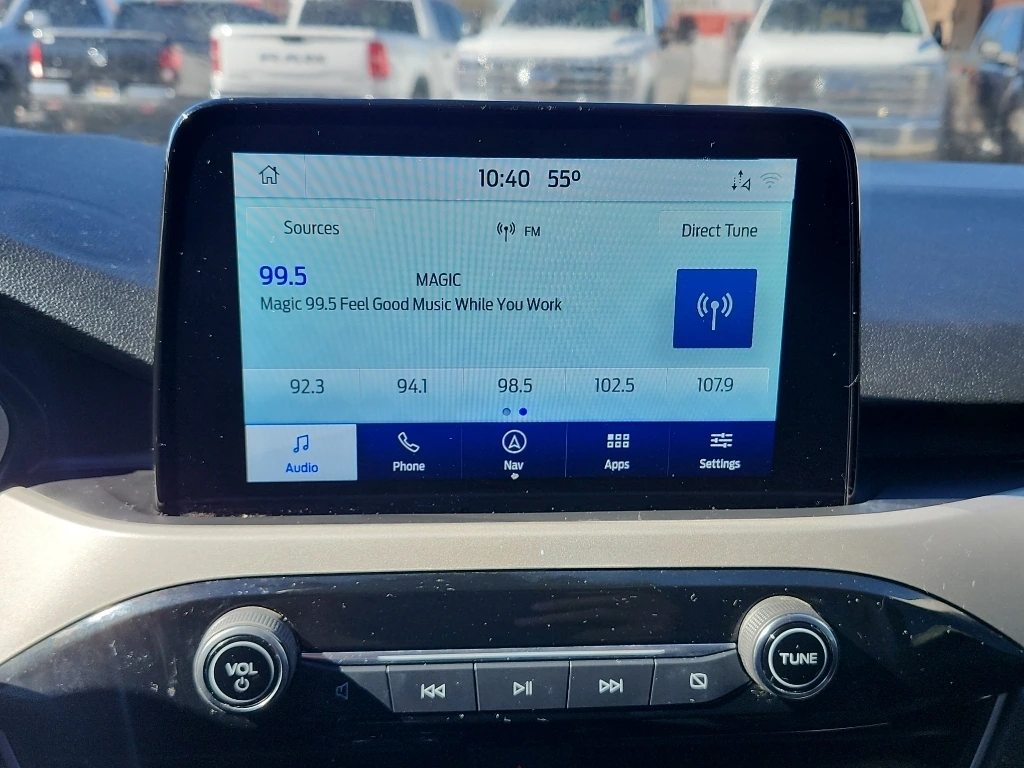 10:40 55°
Sources
FM
Direct Tune
99.5
MAGIC
Magic 99.5 Feel Good Music While You Work
92.3
94.1
98.5
102.5
107.9
Audio
Phone
Nav
Apps
Settings
VOL
TUNE